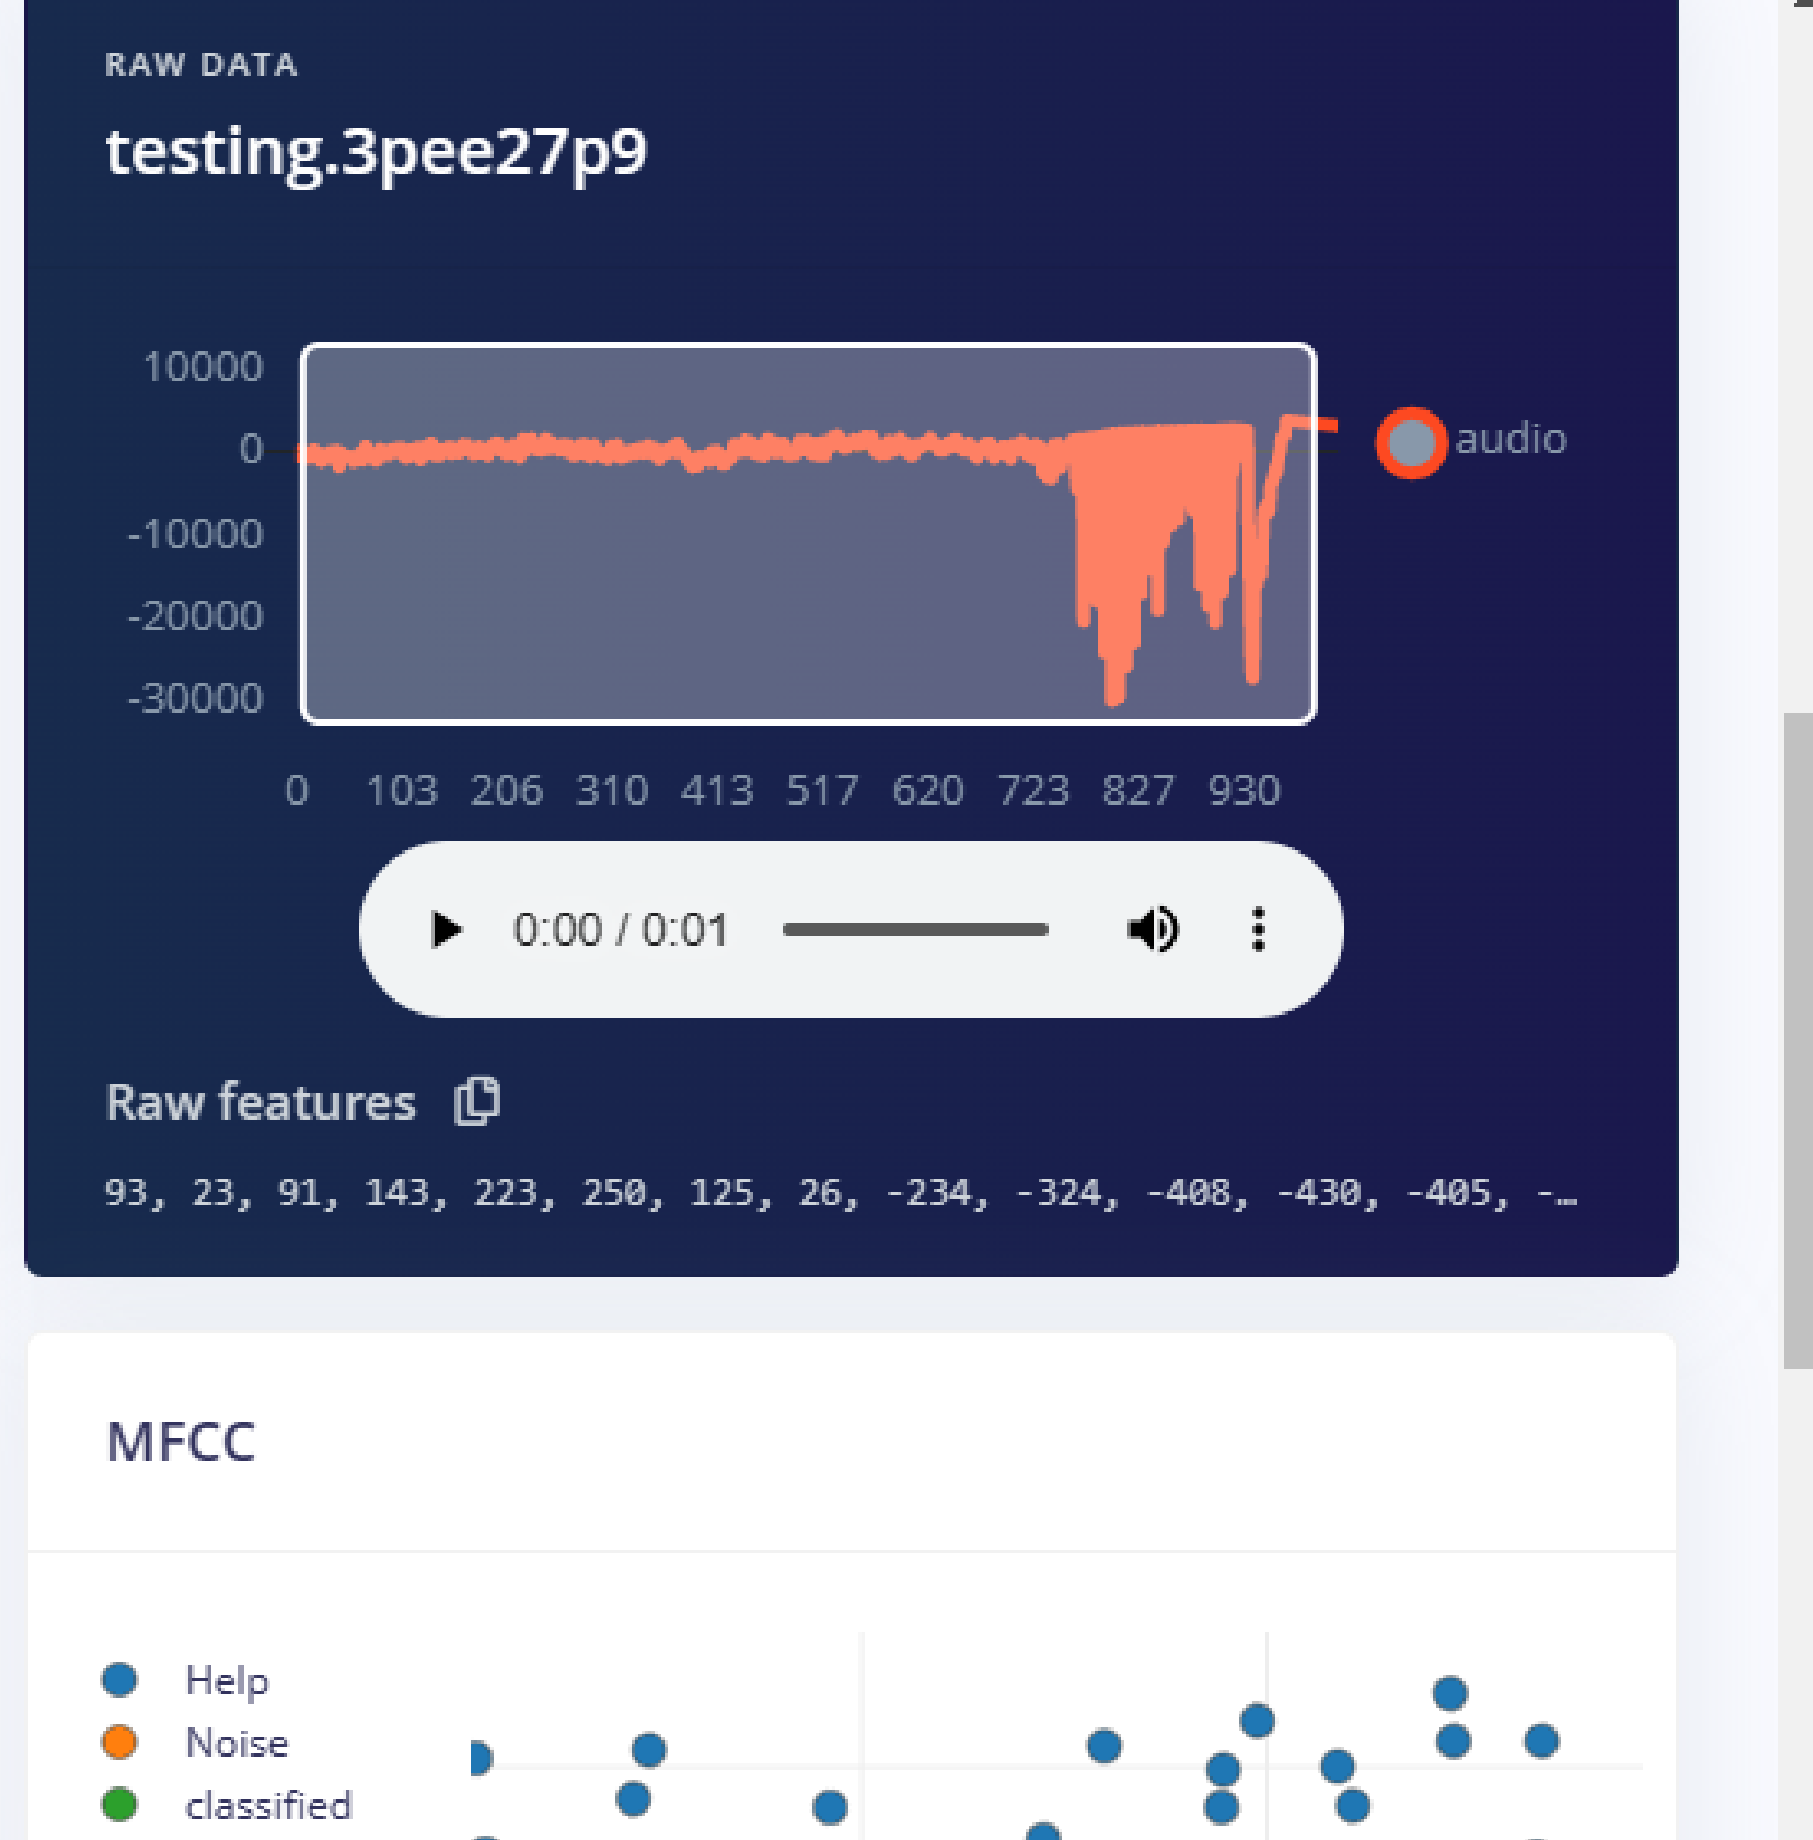 RAW DATA
testing.3pee27p9
10000
0
-10000
-20000
-30000
audio
0 103 206 310 413 517 620 723 827 930
0:00 / 0:01
Raw features
93, 23, 91, 143, 223, 250, 125, 26, -234, -324, -408, -430, -405, -…
MFCC
Help
Noise
classified